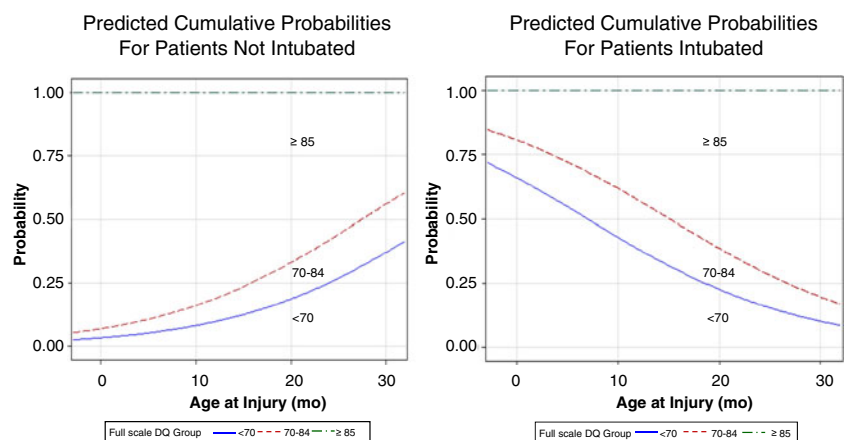 Predicted Cumulative Probabilities
For Patients Not Intubated
1.00
0.75
0.50
0.25
0.00
Probability
≥ 85
70-84
<70
0
10
20
30
Age at Injury (mo)
Full scale DQ Group <70 70-84 ≥ 85
Predicted Cumulative Probabilities
For Patients Intubated
1.00
0.75
0.50
0.25
0.00
Probability
≥ 85
70-84
<70
0
10
20
30
Age at Injury (mo)
Full scale DQ Group <70 70-84 ≥ 85